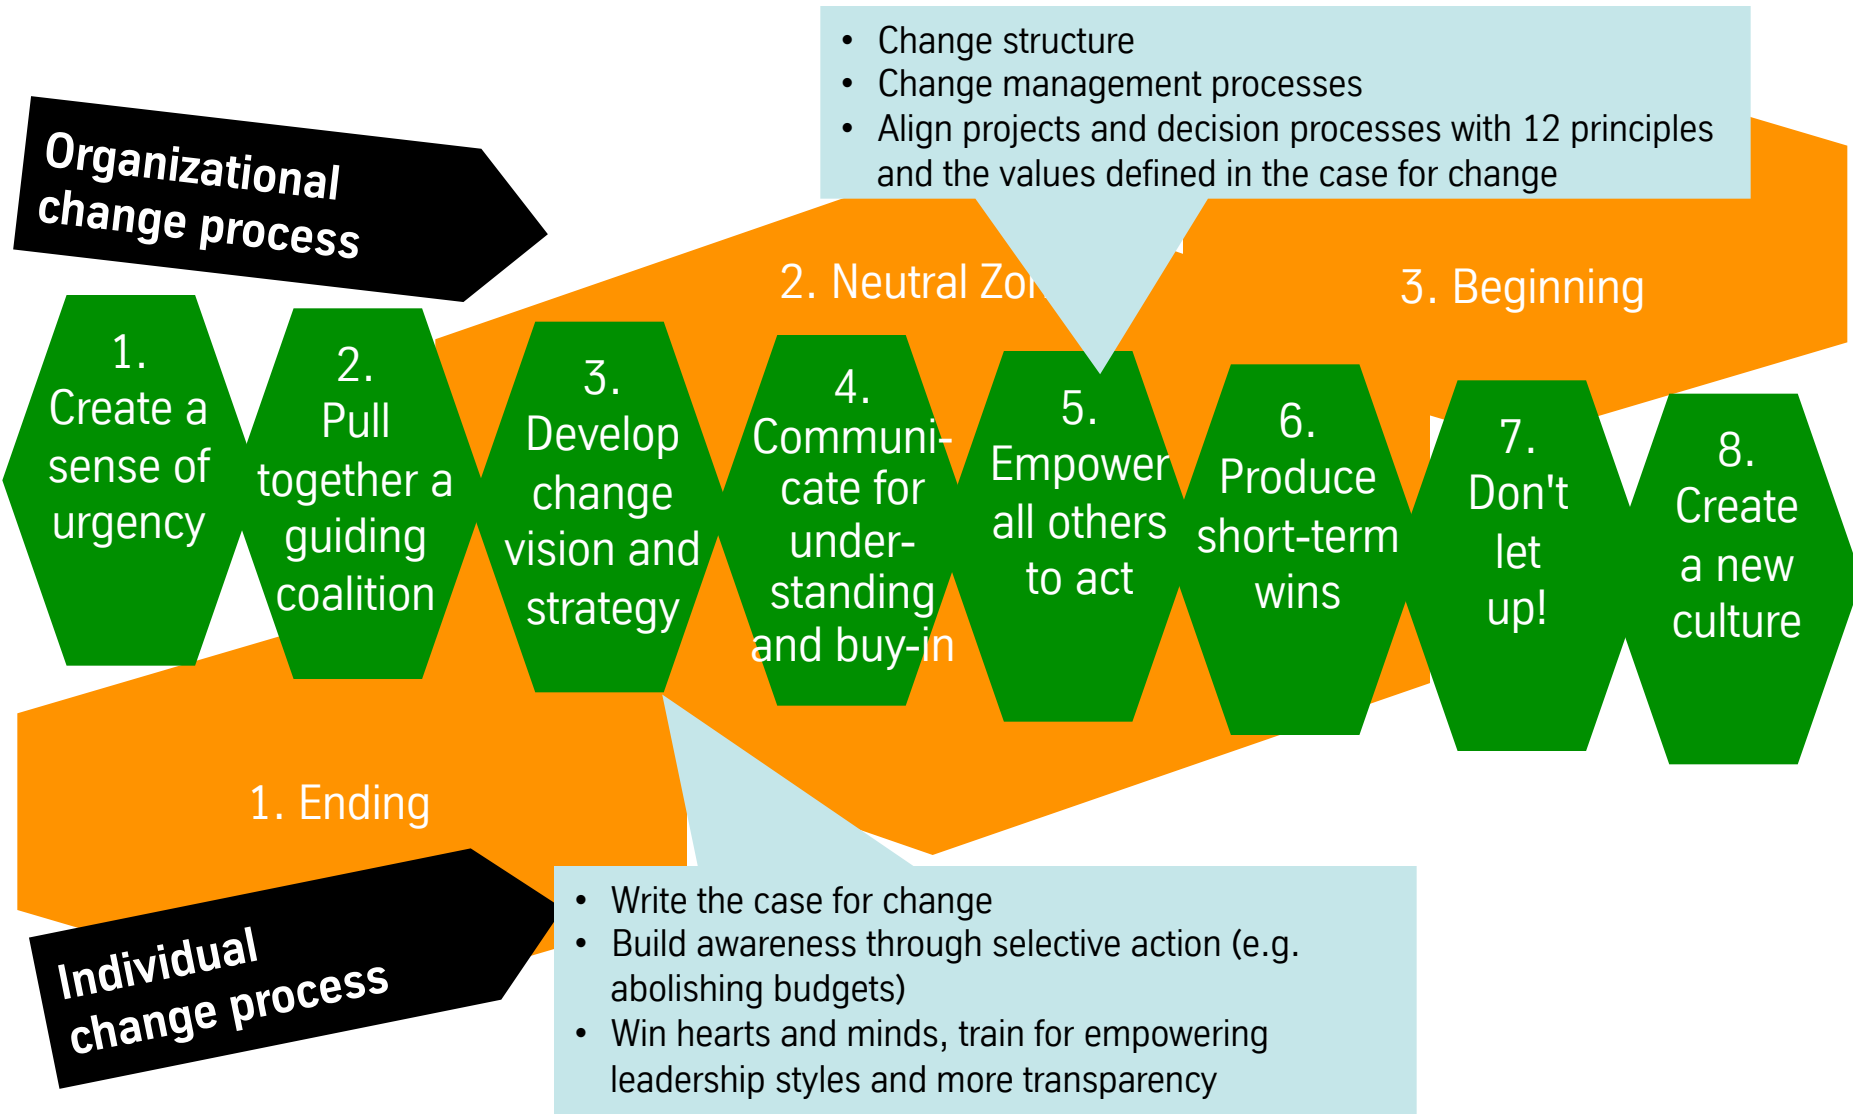 • Change structure
• Change management processes
• Align projects and decision processes with 12 principles
and the values defined in the case for change
Organizational
change process
2. Neutral Zon
3. Beginning
1.
Create a
sense of
urgency
2.
Pull
together a
guiding
coalition
3.
Develop
change
vision and
strategy
4.
Communi-
cate for
under-
standing
and buy-in
5.
Empower
all others
to act
6.
Produce
short-term
wins
7.
Don't
let
up!
8.
Create
a new
culture
1. Ending
Individual
change process
• Write the case for change
• Build awareness through selective action (e.g.
abolishing budgets)
• Win hearts and minds, train for empowering
leadership styles and more transparency